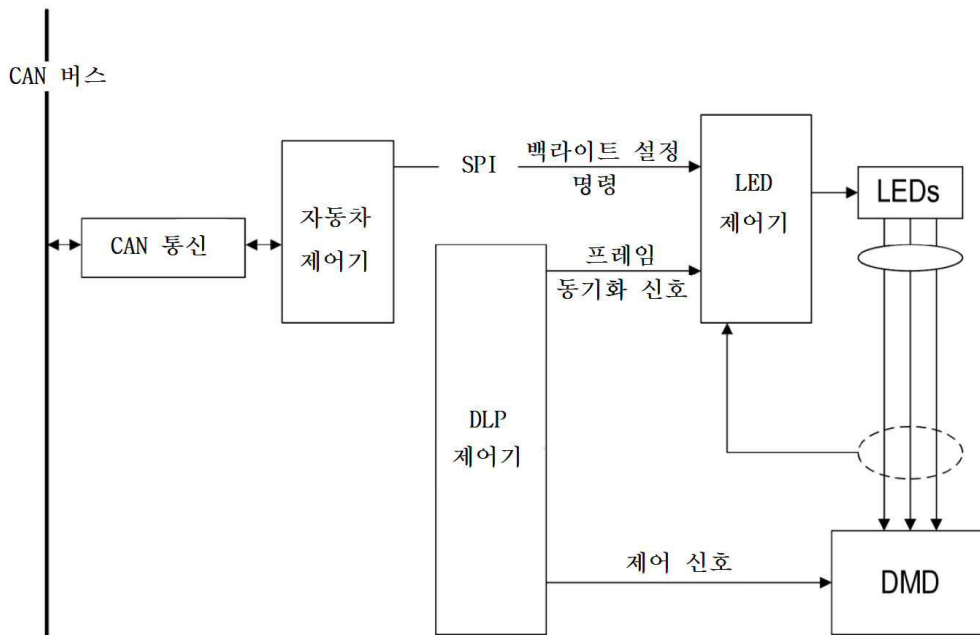 CAN 버스
SPI
백라이트 설정
명령
LED
제어기
LEDs
자동차
제어기
CAN 통신
프레임
동기화 신호
DLP
제어기
제어 신호
DMD